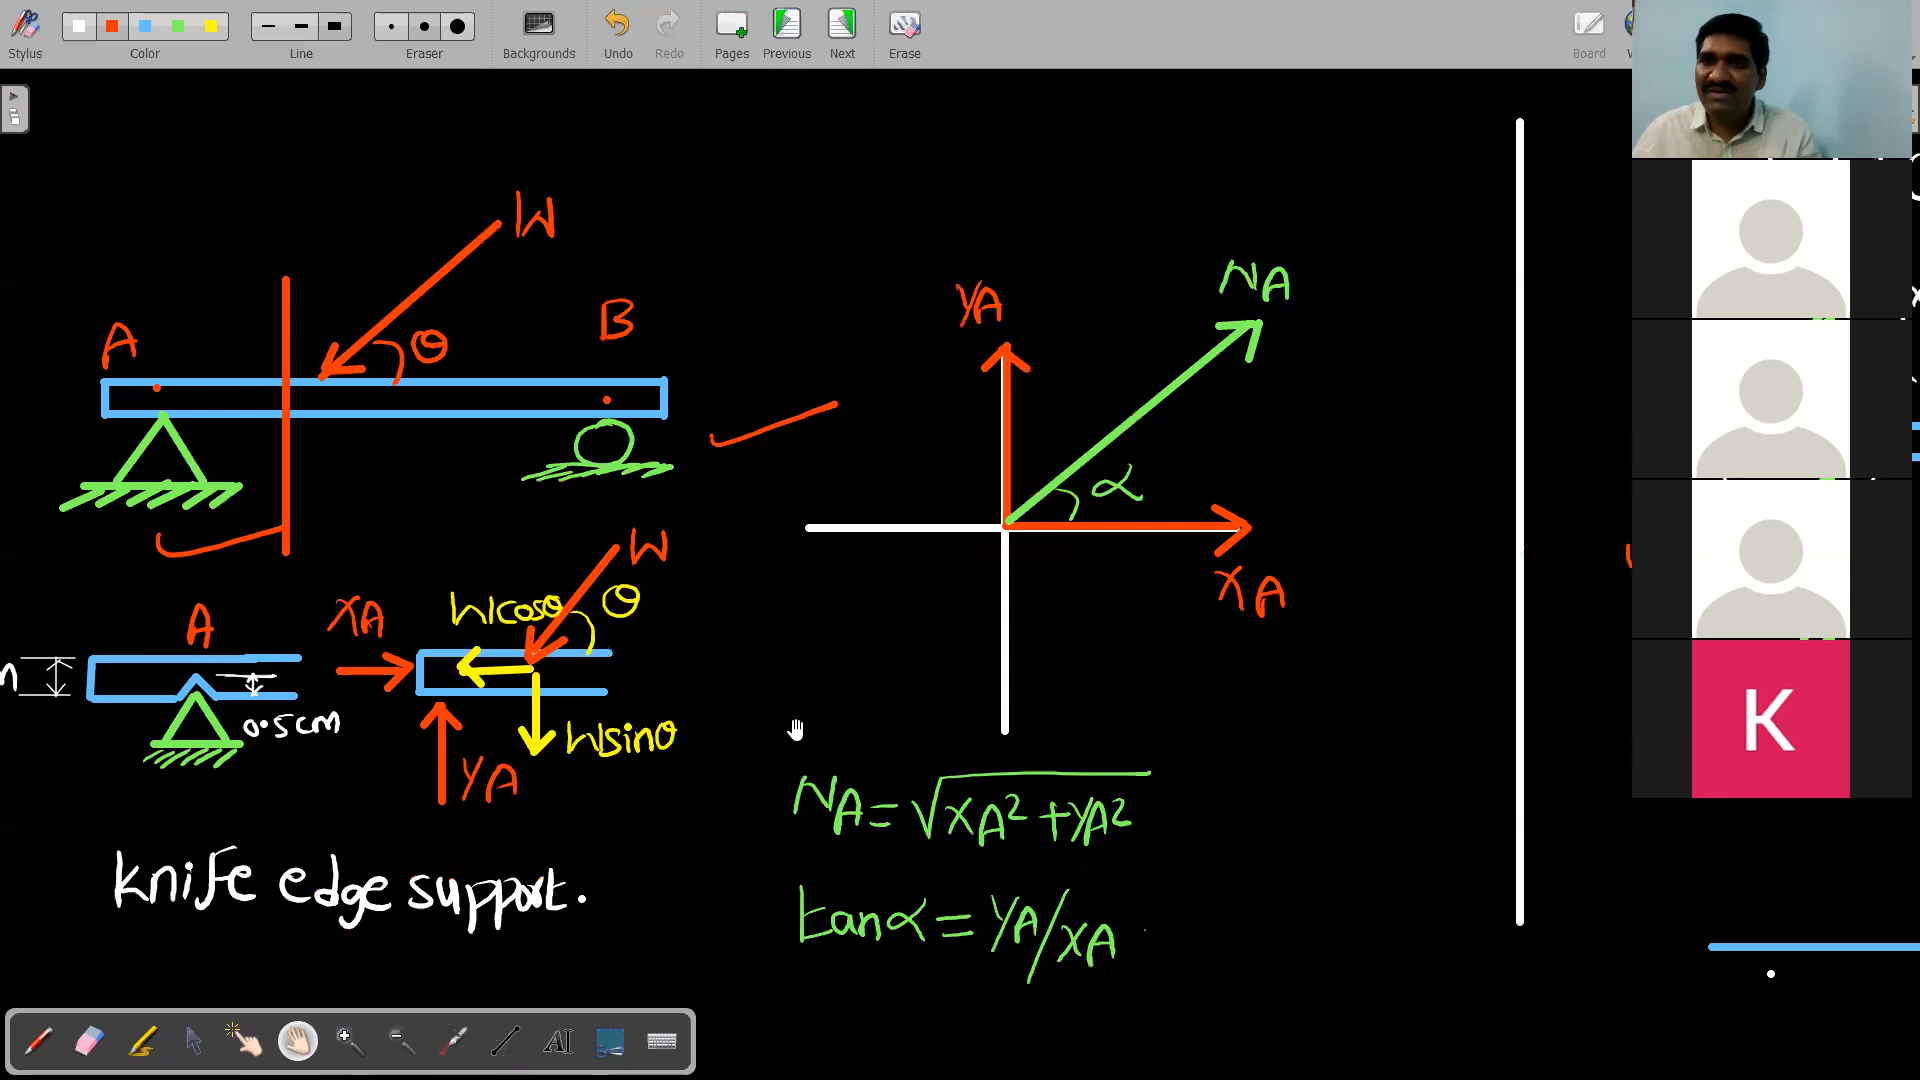 Stylus
Color
Line
Eraser
Backgrounds
Undo
Redo
Pages
Previous
Next
Erase
Board
W
A
θ
B
A
XA
Wcosθ
W
θ
0.5cm
YA
Wsinθ
knife edge support.
YA
NA
α
XA
NA = √XA² + YA²
tanα = YA/XA
K
AI